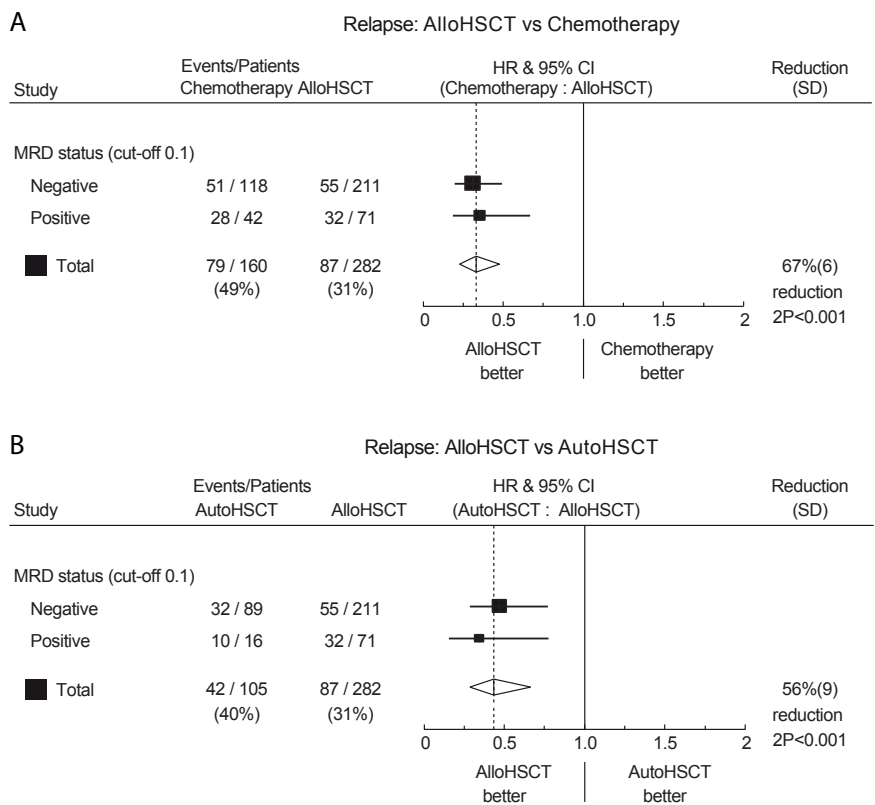 A
Relapse: AlloHSCT vs Chemotherapy
Events/Patients HR & 95% CI Reduction
Study Chemotherapy AlloHSCT (Chemotherapy : AlloHSCT) (SD)
MRD status (cut-off 0.1)
Negative 51 / 118 55 / 211
Positive 28 / 42 32 / 71
Total 79 / 160 87 / 282 67%(6)
(49%) (31%) reduction
2P<0.001
0 0.5 1.0 1.5 2
AlloHSCT Chemotherapy
better better
B
Relapse: AlloHSCT vs AutoHSCT
Events/Patients HR & 95% CI Reduction
Study AutoHSCT AlloHSCT (AutoHSCT : AlloHSCT) (SD)
MRD status (cut-off 0.1)
Negative 32 / 89 55 / 211
Positive 10 / 16 32 / 71
Total 42 / 105 87 / 282 56%(9)
(40%) (31%) reduction
2P<0.001
0 0.5 1.0 1.5 2
AlloHSCT AutoHSCT
better better